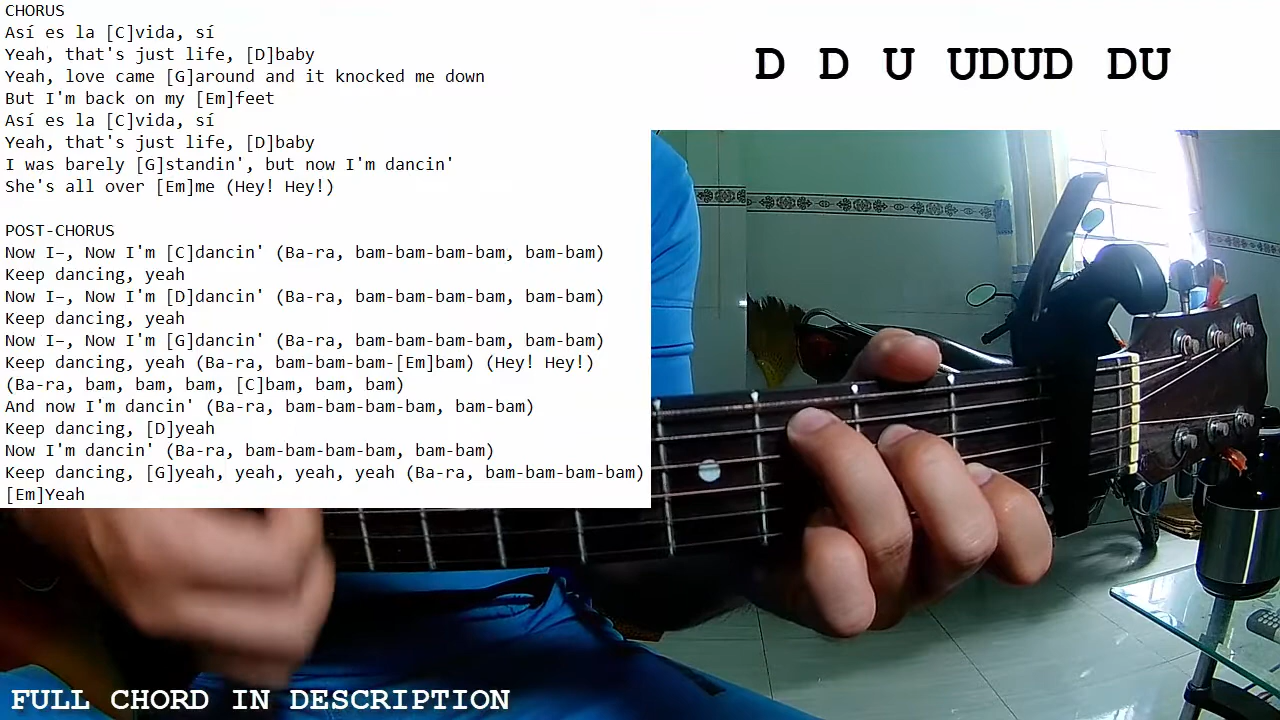 CHORUS
Así es la [C]vida, sí
Yeah, that's just life, [D]baby
Yeah, love came [G]around and it knocked me down
But I'm back on my [Em]feet
Así es la [C]vida, sí
Yeah, that's just life, [D]baby
I was barely [G]standin', but now I'm dancin'
She's all over [Em]me (Hey! Hey!)
POST-CHORUS
Now I–, Now I'm [C]dancin' (Ba-ra, bam-bam-bam-bam, bam-bam)
Keep dancing, yeah
Now I–, Now I'm [D]dancin' (Ba-ra, bam-bam-bam-bam, bam-bam)
Keep dancing, yeah
Now I–, Now I'm [G]dancin' (Ba-ra, bam-bam-bam-bam, bam-bam)
Keep dancing, yeah (Ba-ra, bam-bam-bam-[Em]bam) (Hey! Hey!)
(Ba-ra, bam, bam, bam, [C]bam, bam, bam)
And now I'm dancin' (Ba-ra, bam-bam-bam-bam, bam-bam)
Keep dancing, [D]yeah
Now I'm dancin' (Ba-ra, bam-bam-bam-bam, bam-bam)
Keep dancing, [G]yeah, yeah, yeah, yeah (Ba-ra, bam-bam-bam-bam)
[Em]Yeah
D D U UDUD DU
FULL CHORD IN DESCRIPTION